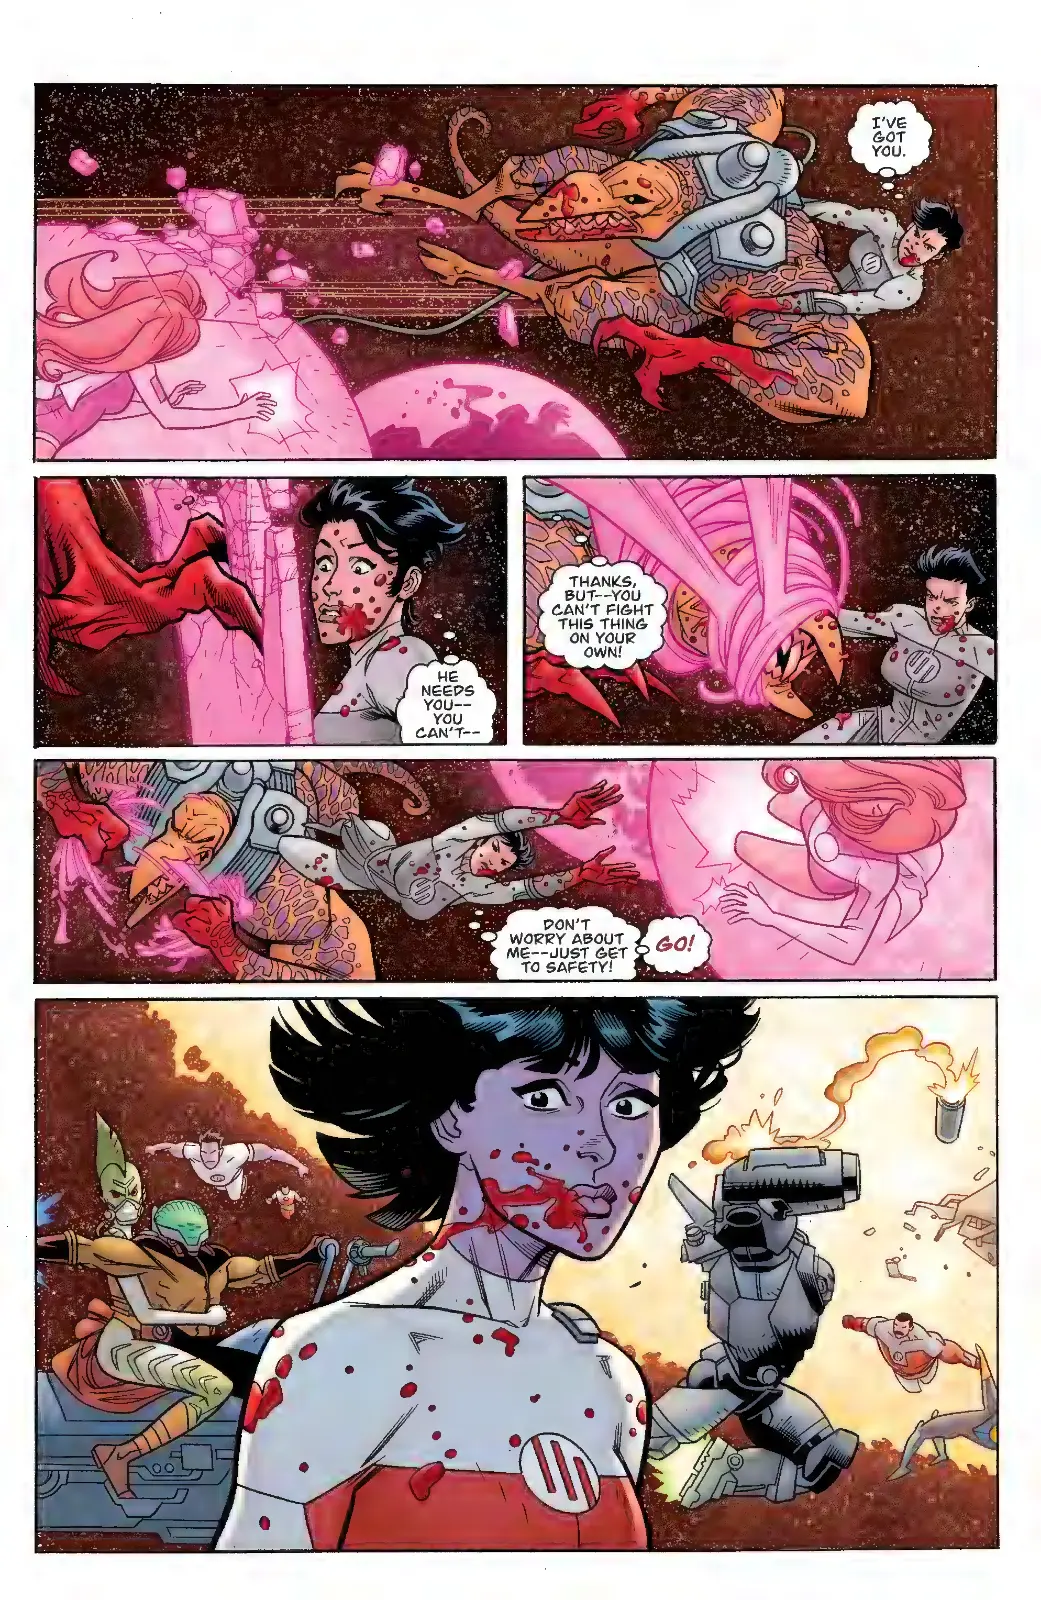 I'VE
GOT
YOU.
HE
NEEDS
YOU--
YOU
CAN'T--
THANKS,
BUT--YOU
CAN'T FIGHT
THIS THING
ON YOUR
OWN!
DON'T
WORRY ABOUT
ME--JUST GET
TO SAFETY!
GO!